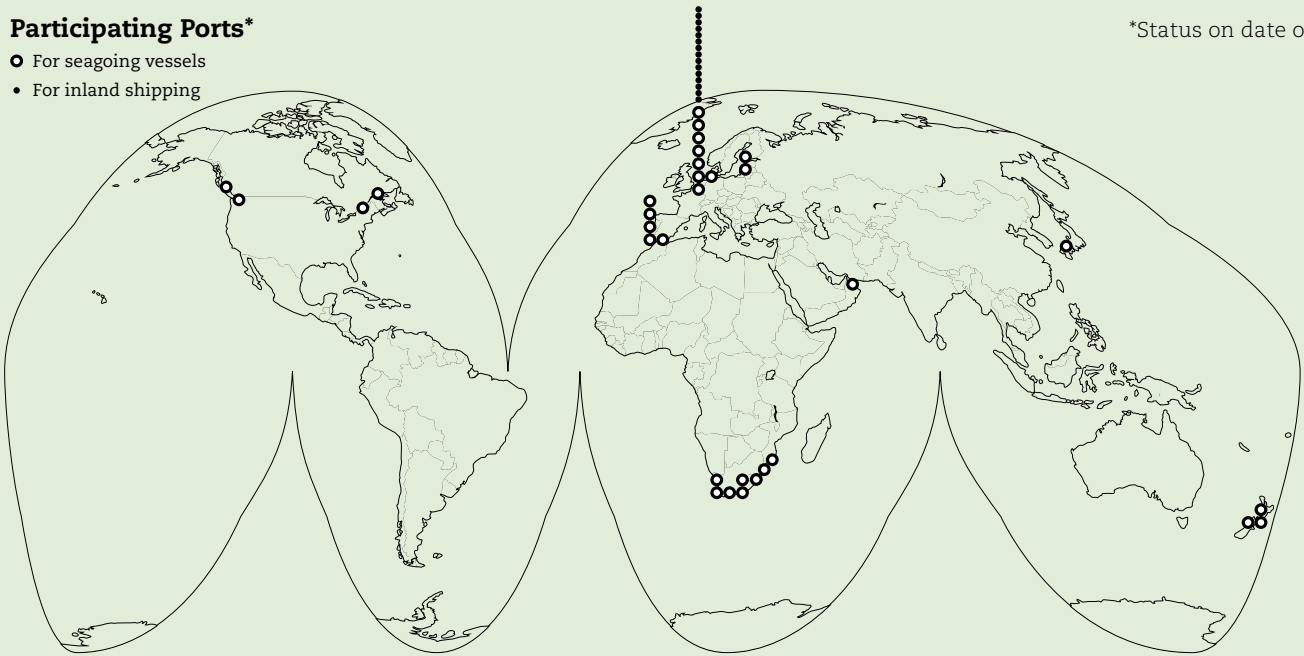 Participating Ports*
*Status on date o
For seagoing vessels
For inland shipping